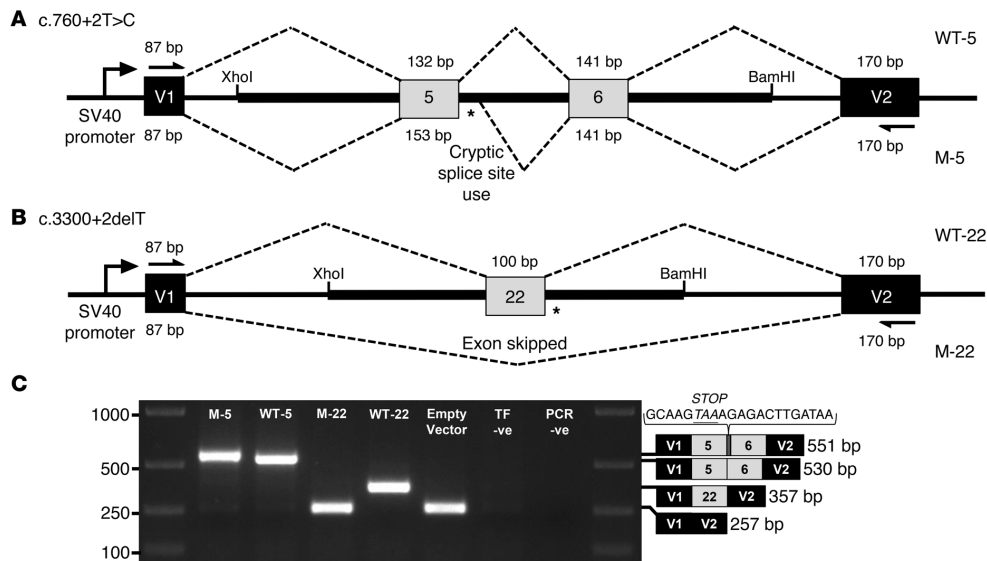 A c.760+2T>C
WT-5
87 bp
132 bp
141 bp
170 bp
XhoI
BamHI
V1
5
6
V2
SV40
promoter
87 bp
153 bp
*
141 bp
170 bp
Cryptic
splice site
use
M-5
B c.3300+2delT
WT-22
87 bp
100 bp
170 bp
XhoI
BamHI
V1
22
V2
SV40
promoter
87 bp
*
Exon skipped
170 bp
M-22
C
1000
500
250
100
M-5 WT-5 M-22 WT-22 Empty Vector TF -ve PCR -ve
STOP
GCAAGTAAAGAGACTTGATAA
V1 5 6 V2 551 bp
V1 5 6 V2 530 bp
V1 22 V2 357 bp
V1 V2 257 bp